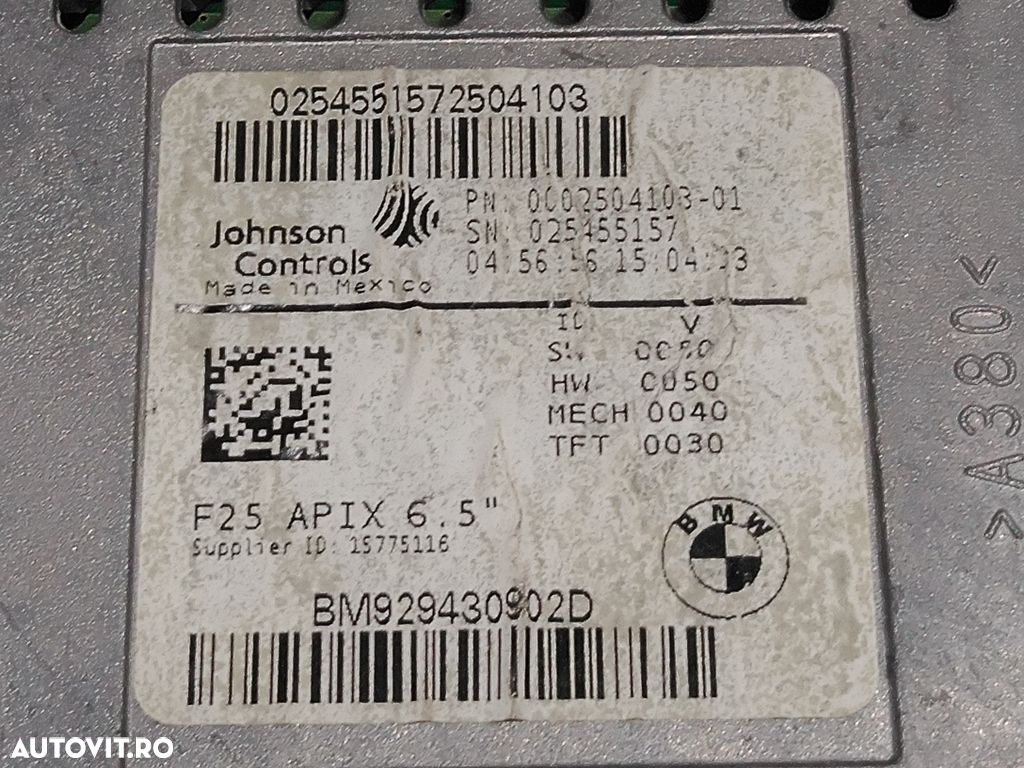 0254551572504103
Johnson
Controls
Made in Mexico
PN: 0002504103-01
SN: 025455157
ID V
SW
HW 0050
MECH 0040
TFT 0030
F25 APIX 6.5"
Supplier ID: 15775116
BMW
BM929430902D
>A380<
AUTOVIT.RO